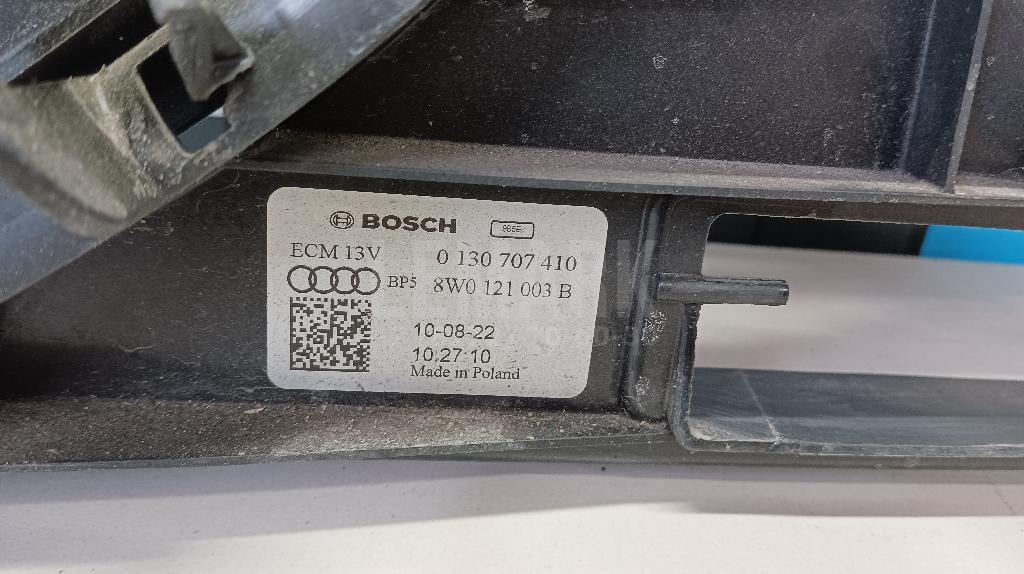 BOSCH
ECM 13V 0 130 707 410
BP5 8W0 121 003 B
10-08-22
10:27:10
Made in Poland